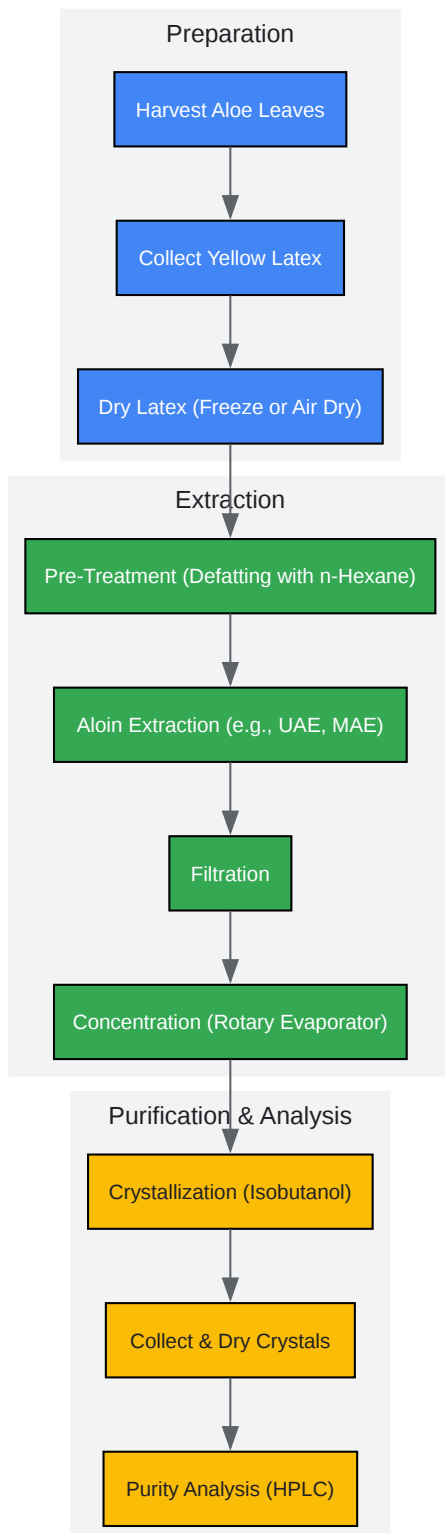 Preparation
Harvest Aloe Leaves
Collect Yellow Latex
Dry Latex (Freeze or Air Dry)
Extraction
Pre-Treatment (Defatting with n-Hexane)
Aloin Extraction (e.g., UAE, MAE)
Filtration
Concentration (Rotary Evaporator)
Purification & Analysis
Crystallization (Isobutanol)
Collect & Dry Crystals
Purity Analysis (HPLC)